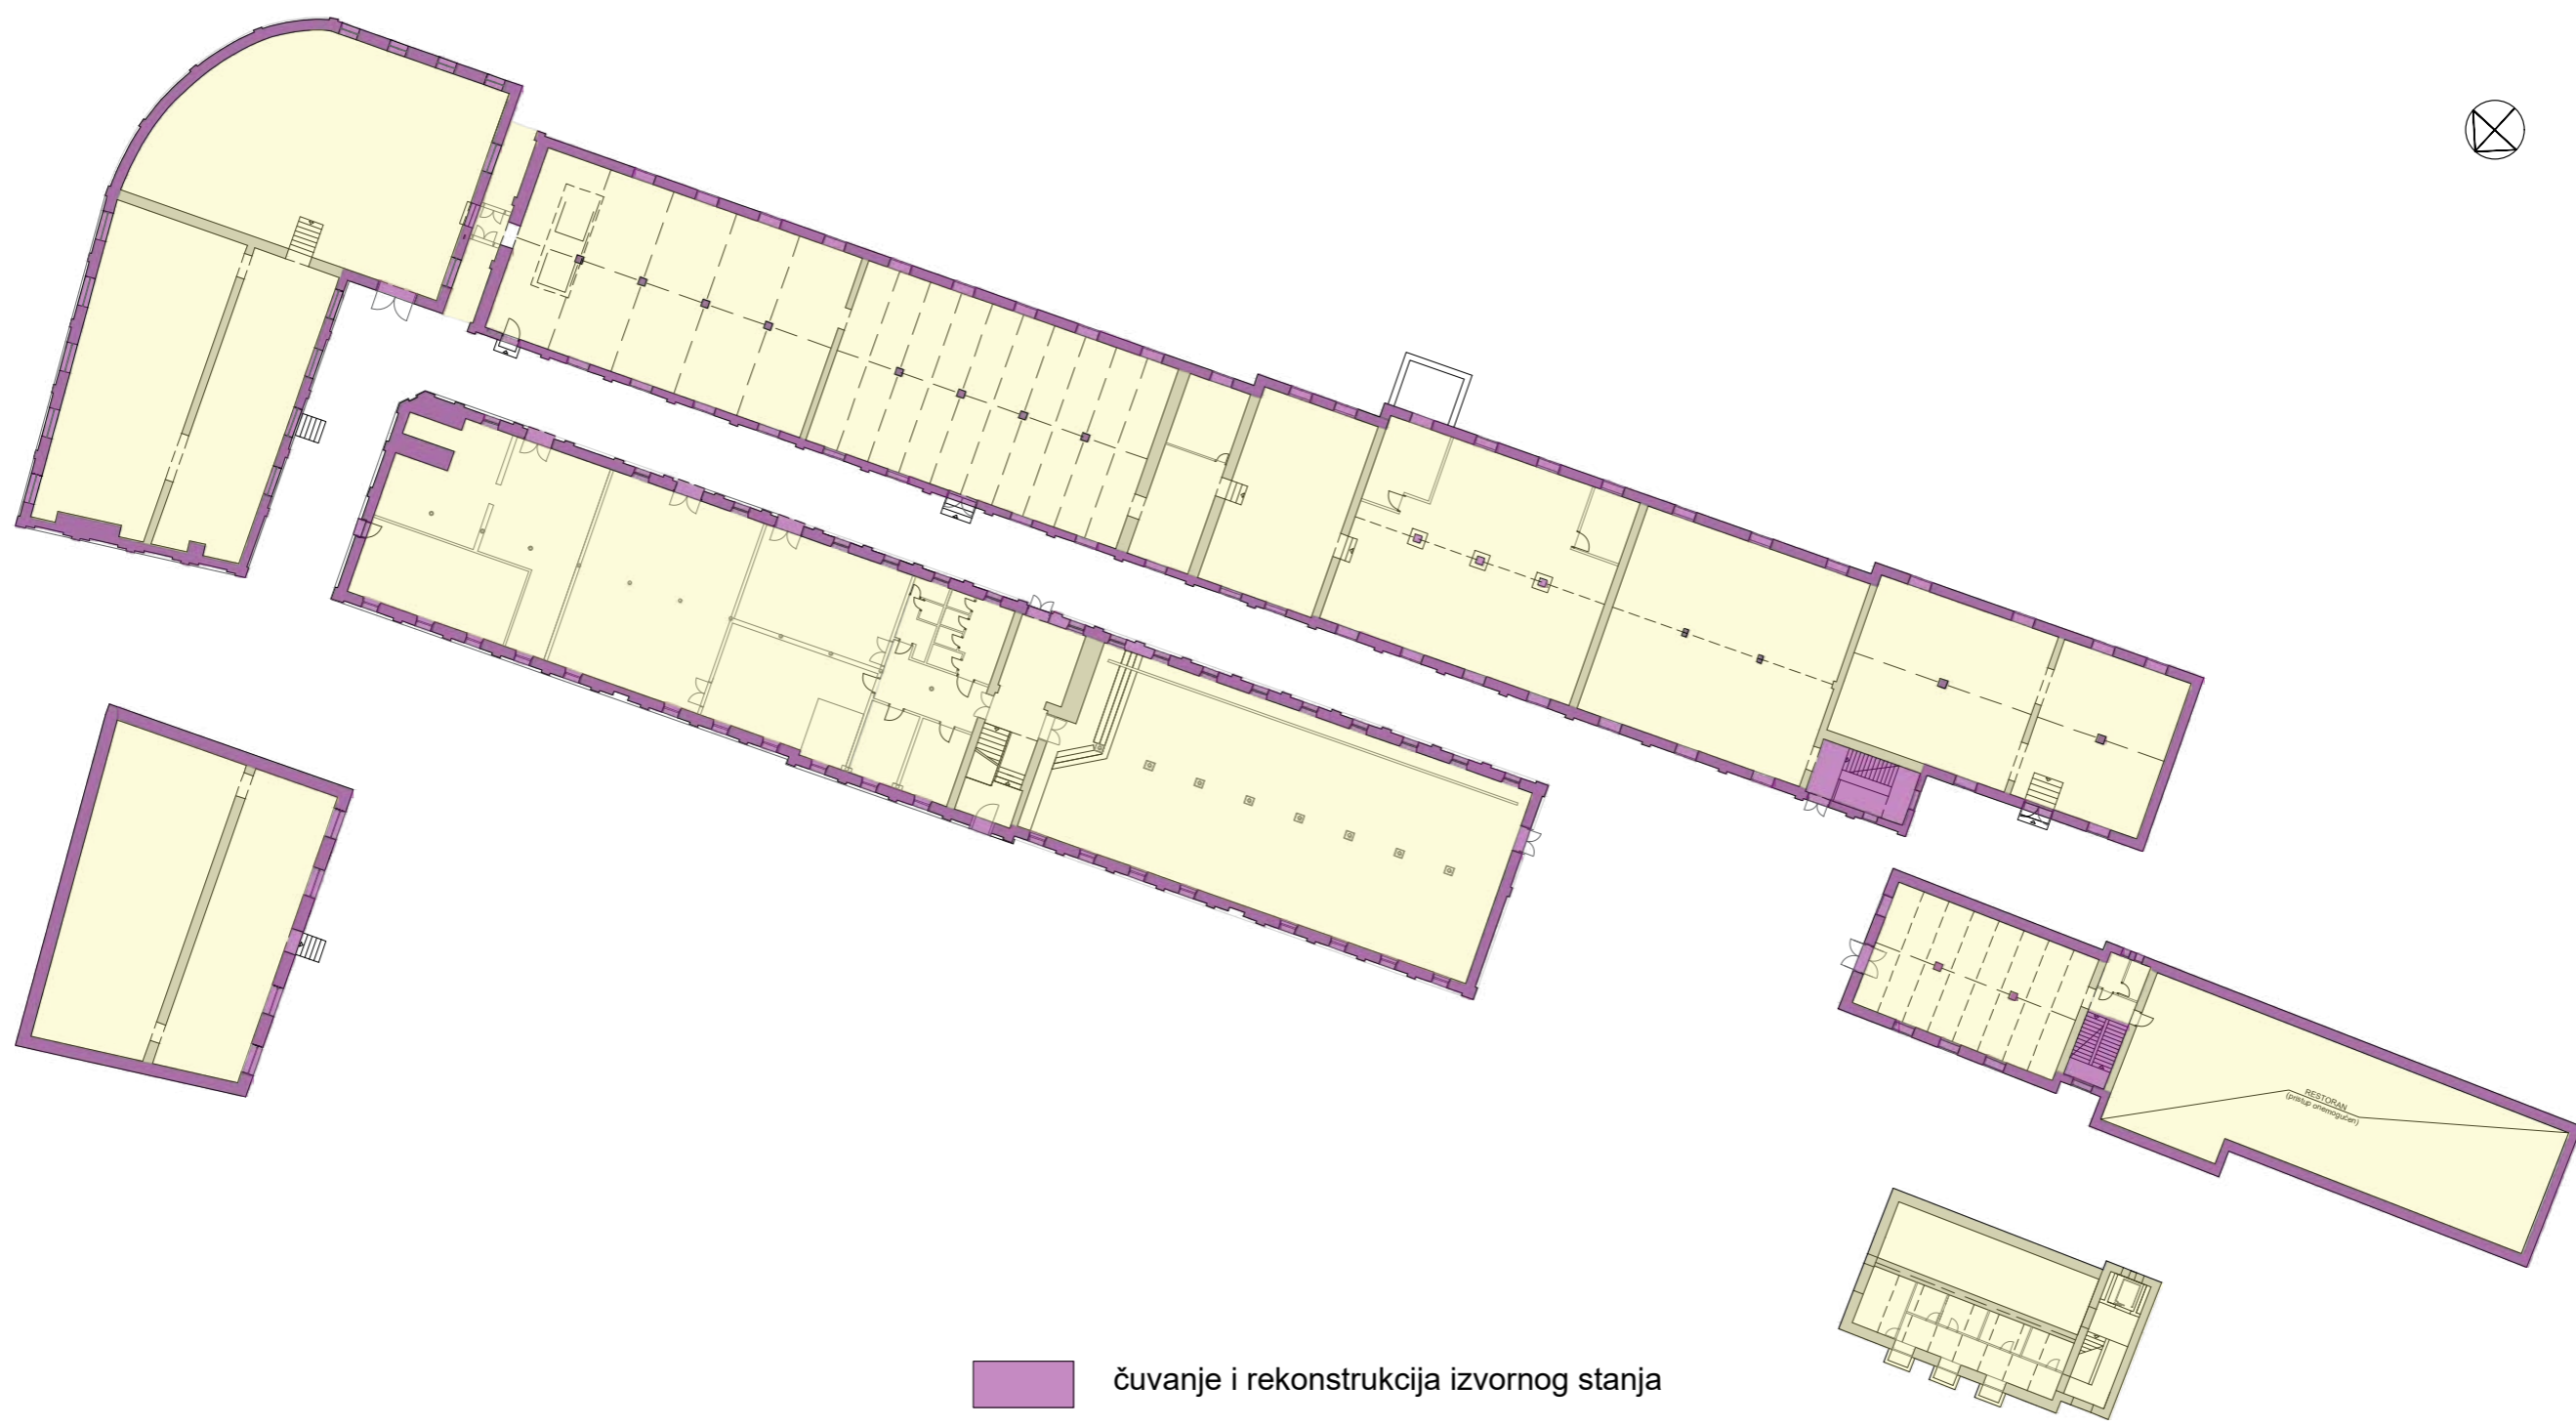 RESTORAN
(pristup onemogućen)
čuvanje i rekonstrukcija izvornog stanja